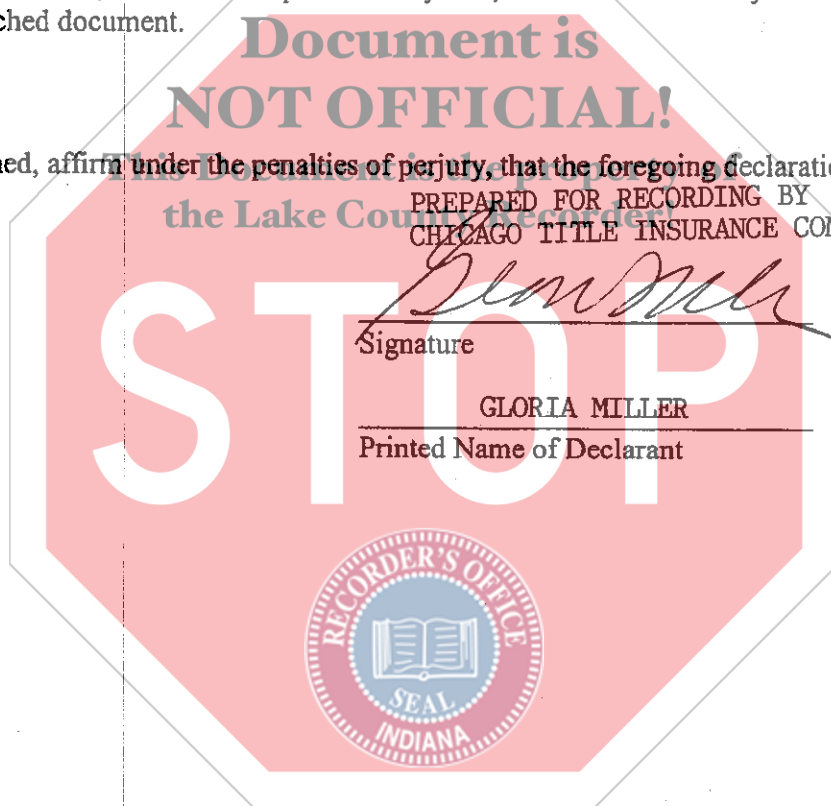 ched document.
Document is
NOT OFFICIAL!
ned, affirm under the penalties of perjury, that the foregoing declaratio
This Document is the property of
PREPARED FOR RECORDING BY
the Lake County Recorder!
CHICAGO TITLE INSURANCE COM
STOP
Signature
GLORIA MILLER
Printed Name of Declarant
RECORDER'S OFFICE
SEAL
INDIANA